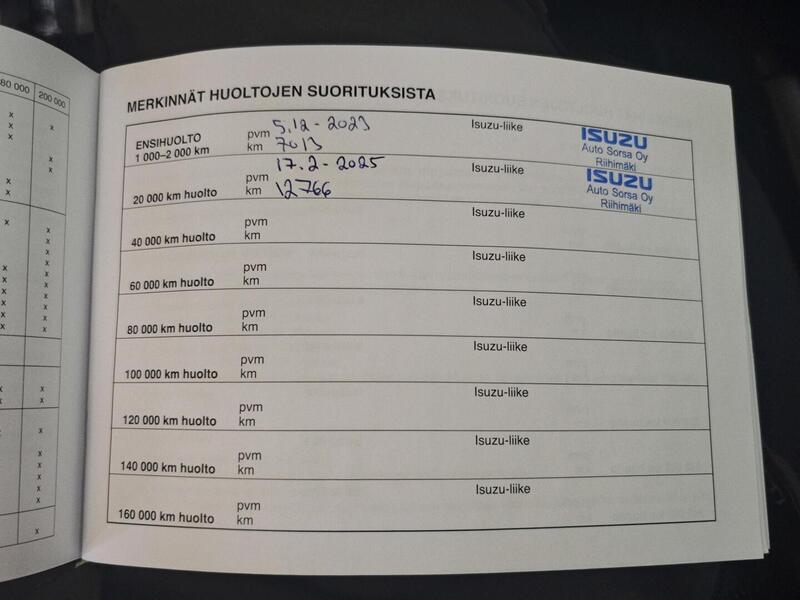 80 000 200 000
x
x x
x
x
x
x
x x
x
x
x x
x x
x x
x x
x x
x x
x x
x x
x
x
x
x
x
x
x
MERKINNÄT HUOLTOJEN SUORITUKSISTA
ENSIHUOLTO pvm 5.12-2023 Isuzu-liike ISUZU
1 000–2 000 km km 7013 Auto Sorsa Oy
Riihimäki
pvm 17.2-2025 Isuzu-liike ISUZU
20 000 km huolto km 12766 Auto Sorsa Oy
Riihimäki
pvm Isuzu-liike
40 000 km huolto km
pvm Isuzu-liike
60 000 km huolto km
pvm Isuzu-liike
80 000 km huolto km
pvm Isuzu-liike
100 000 km huolto km
pvm Isuzu-liike
120 000 km huolto km
pvm Isuzu-liike
140 000 km huolto km
pvm Isuzu-liike
160 000 km huolto km